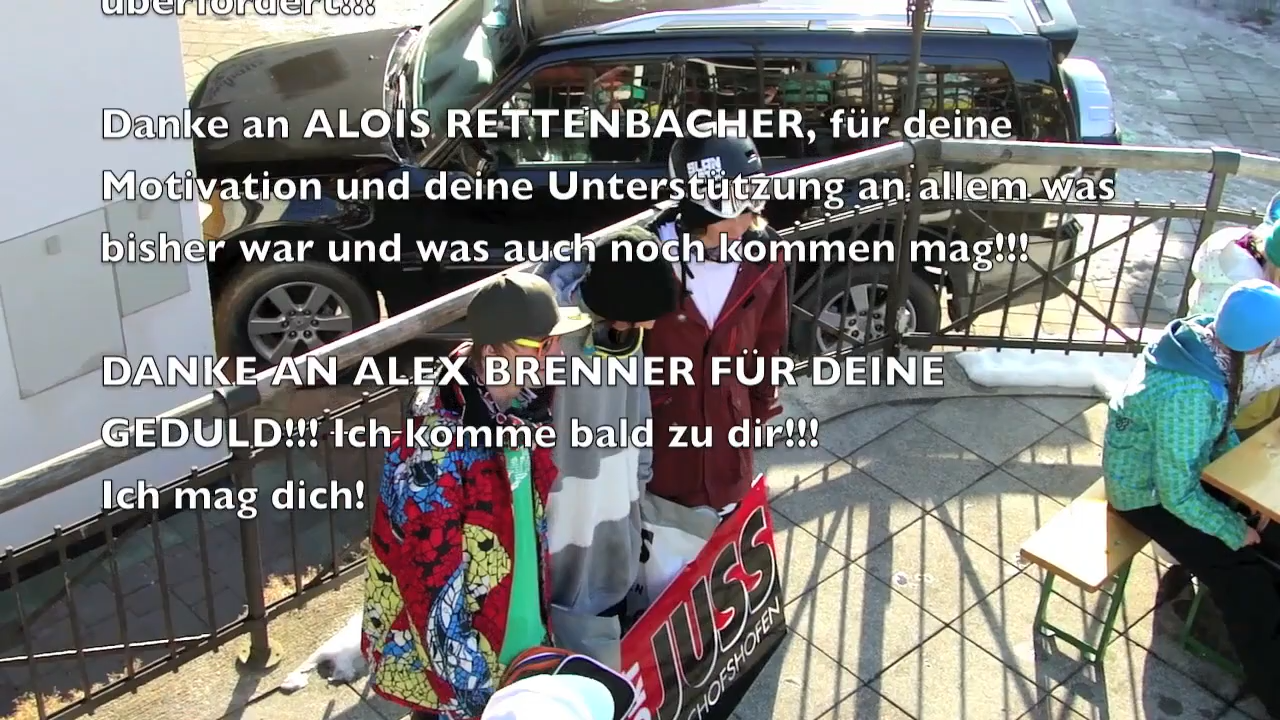 überfordert!!!
Danke an ALOIS RETTENBACHER, für deine
Motivation und deine Unterstützung an allem was
bisher war und was auch noch kommen mag!!!
DANKE AN ALEX BRENNER FÜR DEINE
GEDULD!!! Ich komme bald zu dir!!!
Ich mag dich!
JUSS